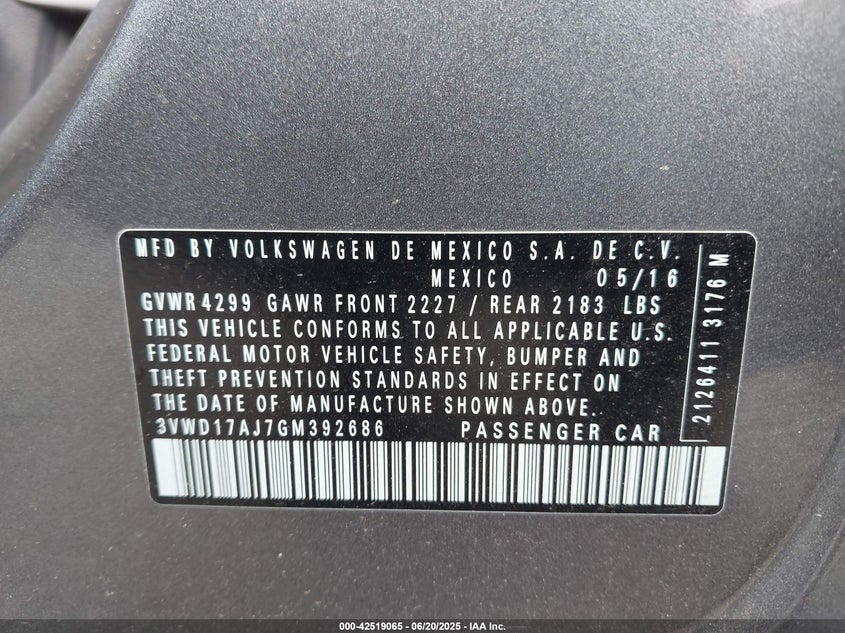 MFD BY VOLKSWAGEN DE MEXICO S.A. DE C.V.
MEXICO 05/16
GVWR 4299 GAWR FRONT 2227 / REAR 2183 LBS
THIS VEHICLE CONFORMS TO ALL APPLICABLE U.S.
FEDERAL MOTOR VEHICLE SAFETY, BUMPER AND
THEFT PREVENTION STANDARDS IN EFFECT ON
THE DATE OF MANUFACTURE SHOWN ABOVE..
3VWD17AJ7GM392686 PASSENGER CAR
2126411 3176 M
000-42519065 - 06/20/2025 - IAA Inc.